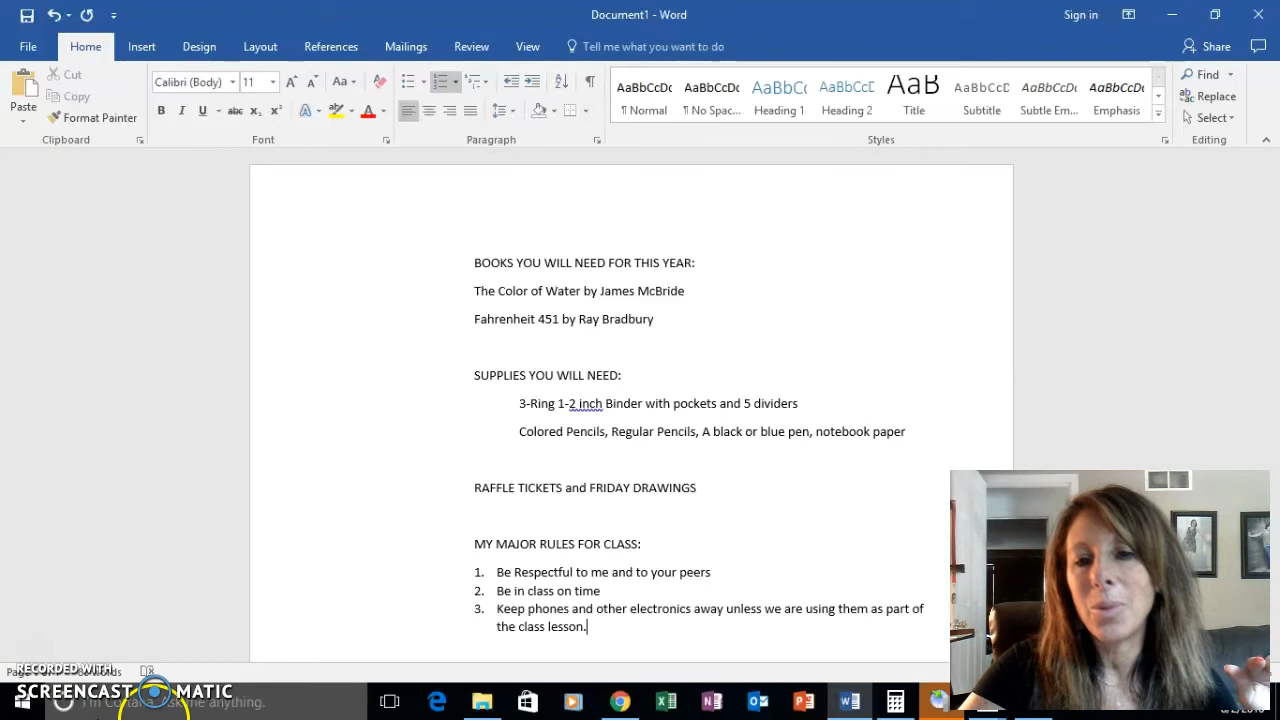 Document1 - Word
Sign in
File Home Insert Design Layout References Mailings Review View Tell me what you want to do Share
Paste
Cut
Copy
Format Painter
Calibri (Body) 11
AaBbCcDc AaBbCcDc AaBbC AaBbCcD AaB AaBbCcD AaBbCcDc AaBbCcDc
¶ Normal ¶ No Spac... Heading 1 Heading 2 Title Subtitle Subtle Em... Emphasis
Find
Replace
Select
Clipboard Font Paragraph Styles Editing
BOOKS YOU WILL NEED FOR THIS YEAR:
The Color of Water by James McBride
Fahrenheit 451 by Ray Bradbury
SUPPLIES YOU WILL NEED:
3-Ring 1-2 inch Binder with pockets and 5 dividers
Colored Pencils, Regular Pencils, A black or blue pen, notebook paper
RAFFLE TICKETS and FRIDAY DRAWINGS
MY MAJOR RULES FOR CLASS:
1. Be Respectful to me and to your peers
2. Be in class on time
3. Keep phones and other electronics away unless we are using them as part of
the class lesson.
RECORDED WITH
words
SCREENCAST MATIC
I'm Cortana. Ask me anything.